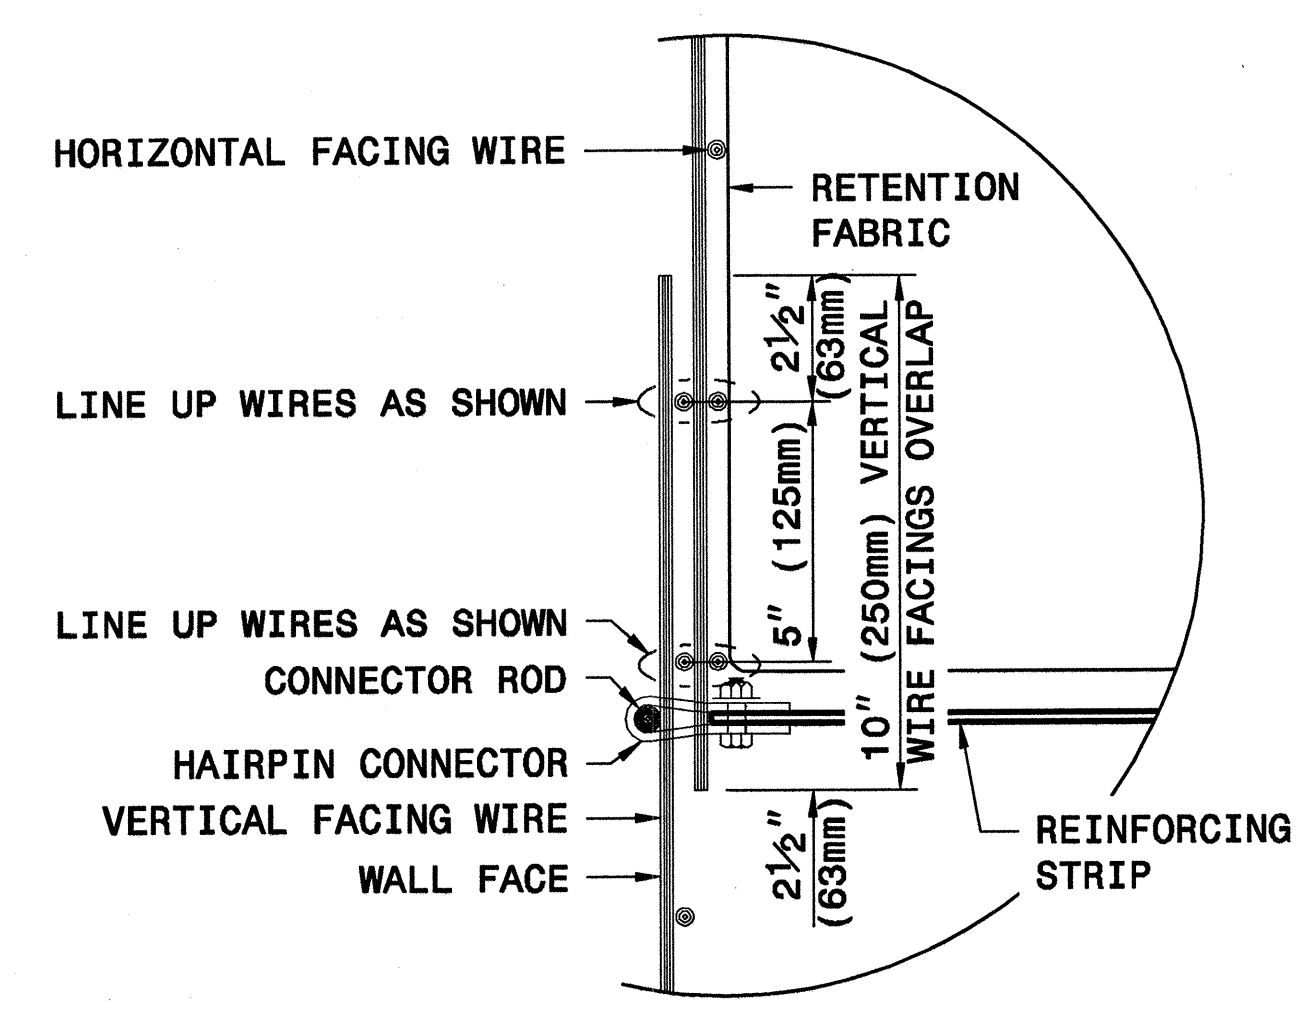 HORIZONTAL FACING WIRE
RETENTION
FABRIC
2½"
(63mm)
LINE UP WIRES AS SHOWN
5" (125mm)
10" (250mm) VERTICAL
WIRE FACINGS OVERLAP
LINE UP WIRES AS SHOWN
CONNECTOR ROD
HAIRPIN CONNECTOR
VERTICAL FACING WIRE
WALL FACE
2½"
(63mm)
REINFORCING
STRIP